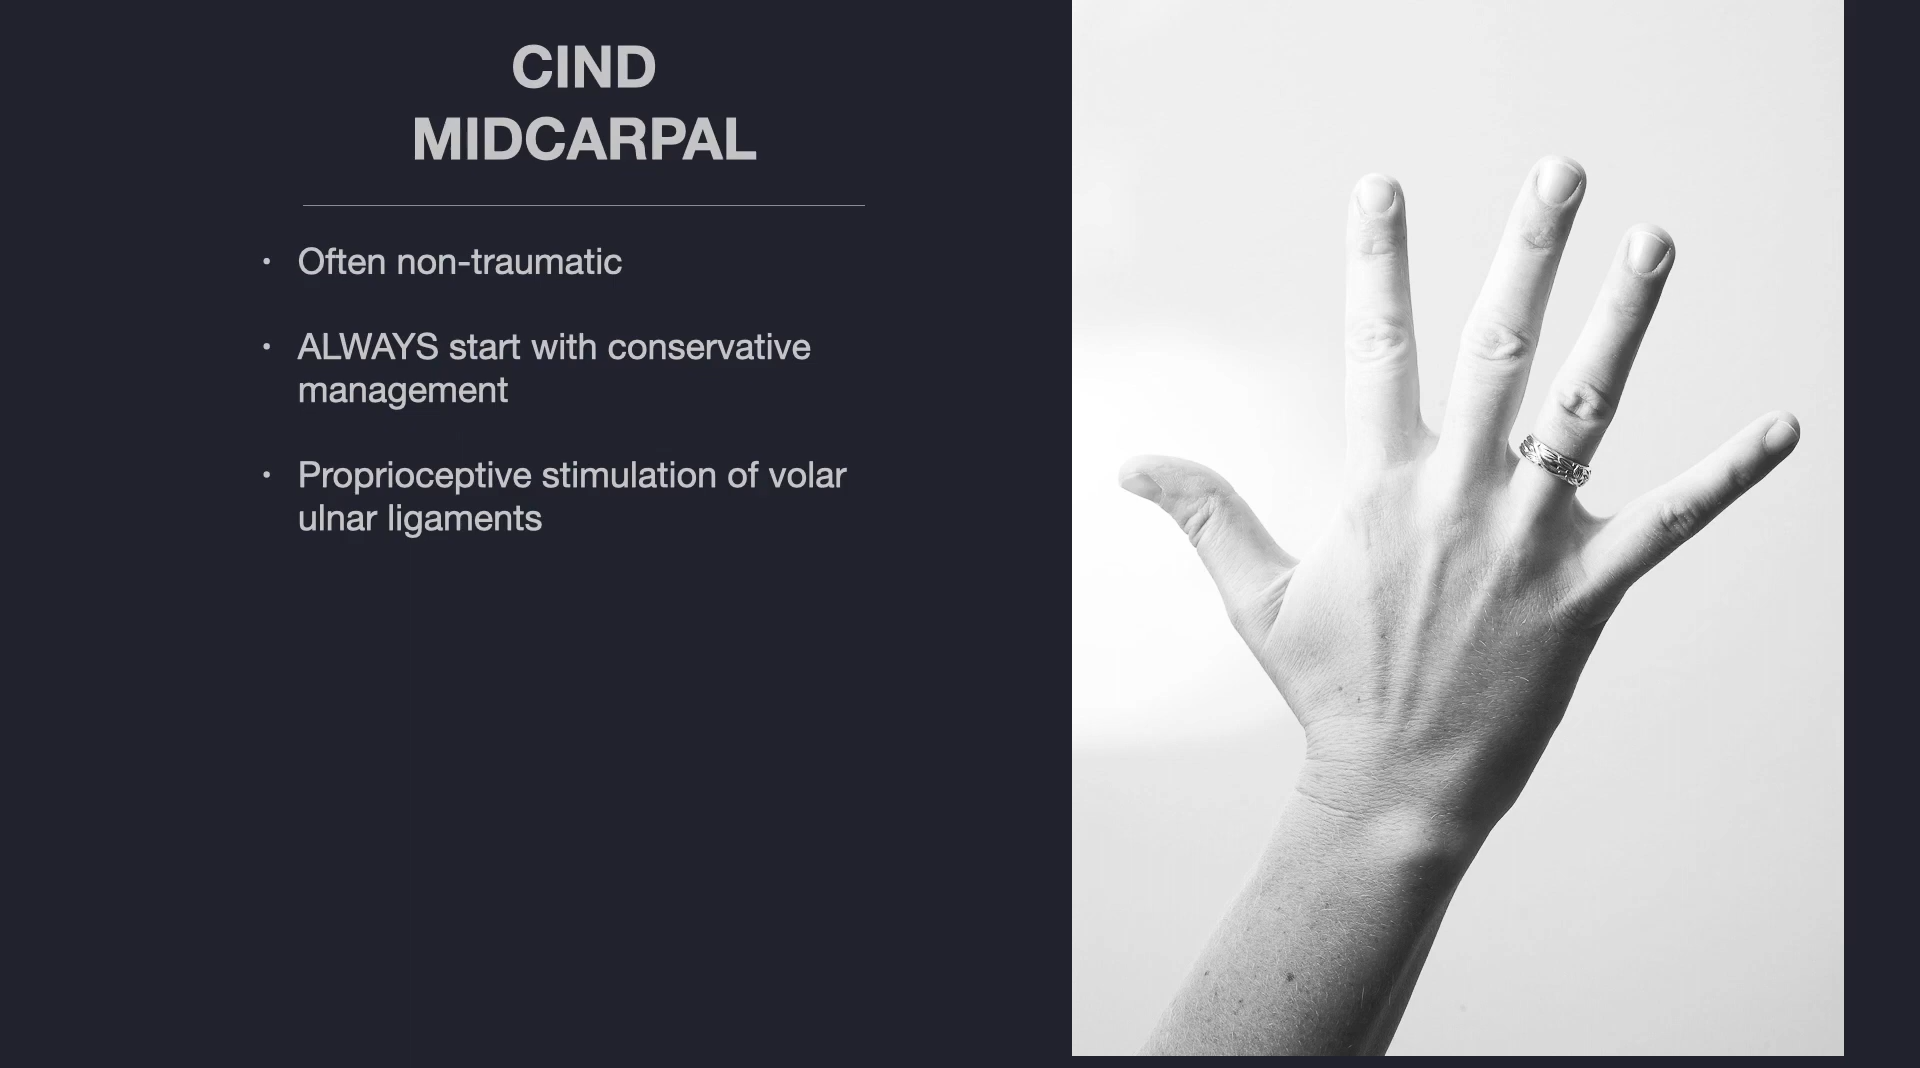 CIND
MIDCARPAL
• Often non-traumatic
• ALWAYS start with conservative
management
• Proprioceptive stimulation of volar
ulnar ligaments